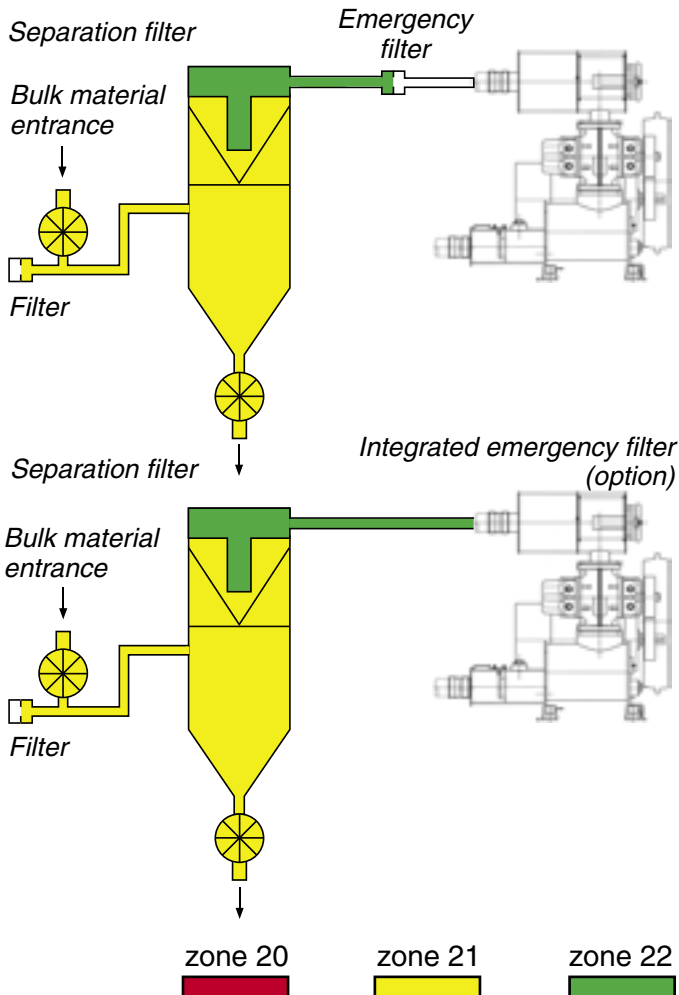 Separation filter
Emergency
filter
Bulk material
entrance
Filter
Separation filter
Integrated emergency filter
(option)
Bulk material
entrance
Filter
zone 20
zone 21
zone 22